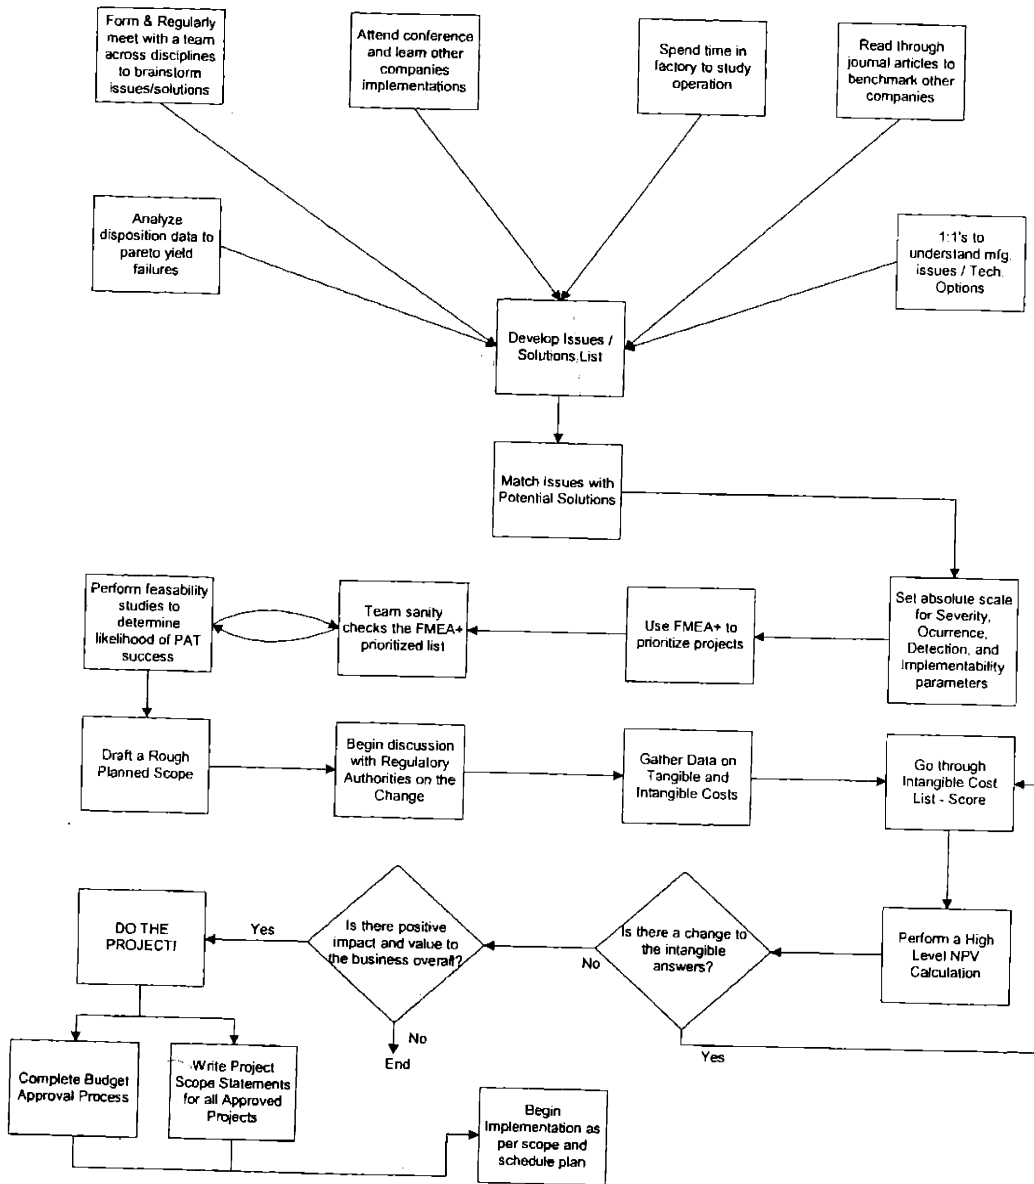 Form & Regularly
meet with a team
across disciplines
to brainstorm
issues/solutions
Attend conference
and learn other
companies
implementations
Spend time in
factory to study
operation
Read through
journal articles to
benchmark other
companies
Analyze
disposition data to
pareto yield
failures
1:1's to
understand mfg.
issues / Tech.
Options
Develop Issues /
Solutions List
Match Issues with
Potential Solutions
Perform feasability
studies to
determine
likelihood of PAT
success
Team sanity
checks the FMEA+
prioritized list
Use FMEA+ to
prioritize projects
Set absolute scale
for Severity,
Ocurrence,
Detection, and
Implementability
parameters
Draft a Rough
Planned Scope
Begin discussion
with Regulatory
Authorities on the
Change
Gather Data on
Tangible and
Intangible Costs
Go through
Intangible Cost
List - Score
DO THE
PROJECT!
Yes
Is there positive
impact and value to
the business overall?
No
Is there a change to
the intangible
answers?
Perform a High
Level NPV
Calculation
No
End
Yes
Complete Budget
Approval Process
Write Project
Scope Statements
for all Approved
Projects
Begin
Implementation as
per scope and
schedule plan